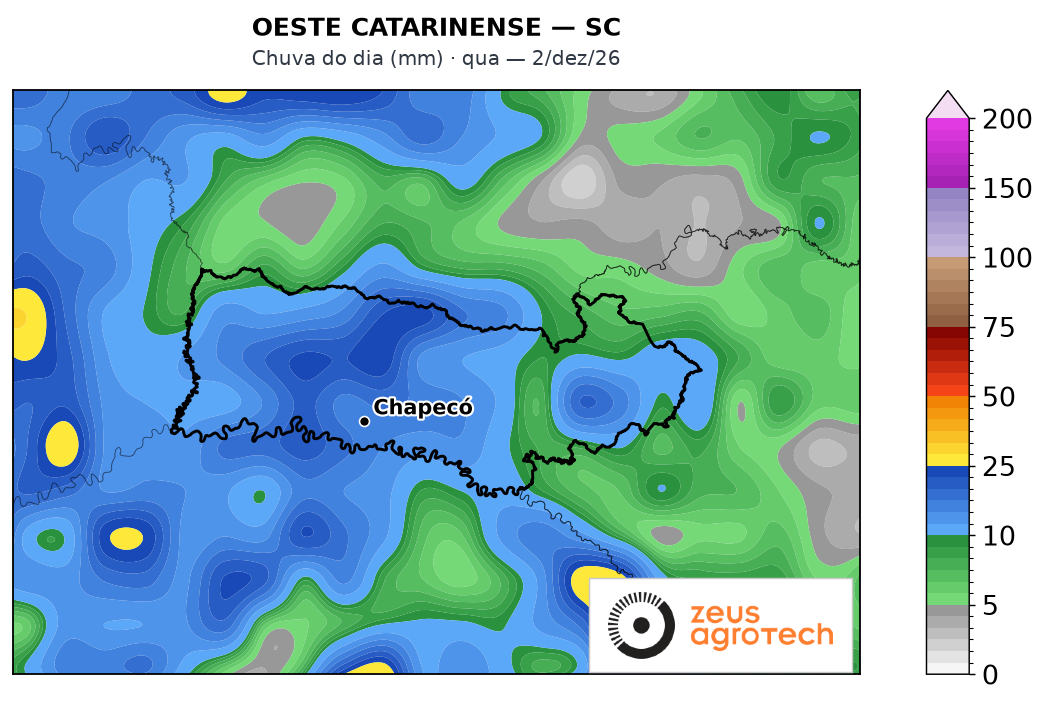 OESTE CATARINENSE — SC
Chuva do dia (mm) · qua — 2/dez/26
200
150
100
75
50
25
10
5
0
Chapecó
zeus
agrotech